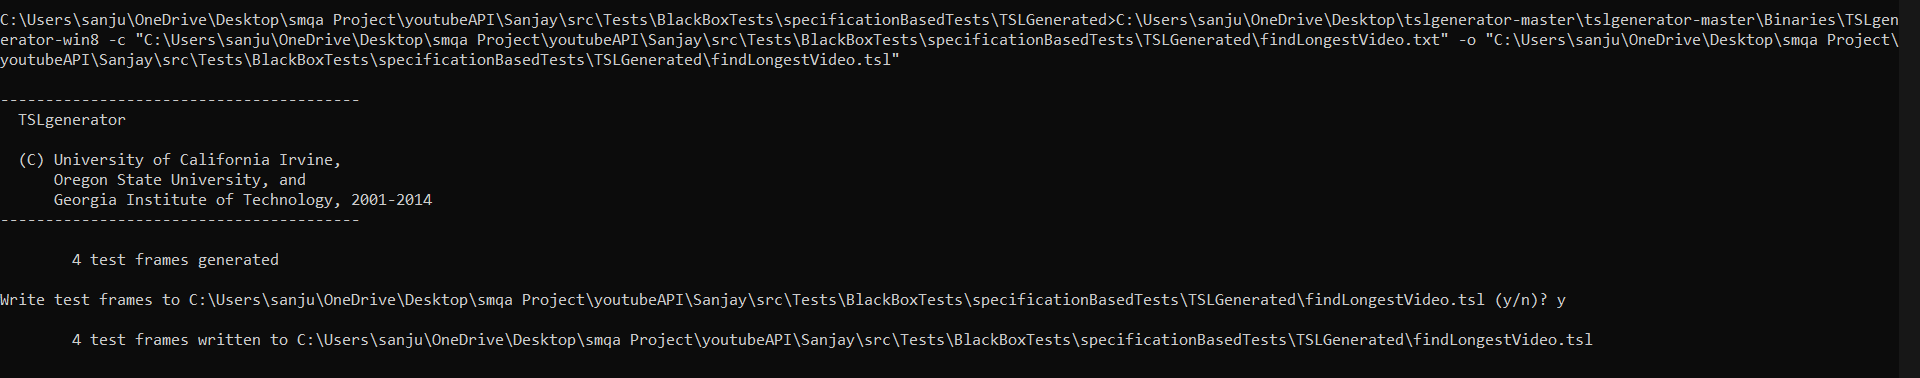 C:\Users\sanju\OneDrive\Desktop\smqa Project\youtubeAPI\Sanjay\src\Tests\BlackBoxTests\specificationBasedTests\TSLGenerated>C:\Users\sanju\OneDrive\Desktop\tslgenerator-master\tslgenerator-master\Binaries\TSLgen
erator-win8 -c "C:\Users\sanju\OneDrive\Desktop\smqa Project\youtubeAPI\Sanjay\src\Tests\BlackBoxTests\specificationBasedTests\TSLGenerated\findLongestVideo.txt" -o "C:\Users\sanju\OneDrive\Desktop\smqa Project\
youtubeAPI\Sanjay\src\Tests\BlackBoxTests\specificationBasedTests\TSLGenerated\findLongestVideo.tsl"
----------------------------------------
TSLgenerator
(C) University of California Irvine,
Oregon State University, and
Georgia Institute of Technology, 2001-2014
----------------------------------------
4 test frames generated
Write test frames to C:\Users\sanju\OneDrive\Desktop\smqa Project\youtubeAPI\Sanjay\src\Tests\BlackBoxTests\specificationBasedTests\TSLGenerated\findLongestVideo.tsl (y/n)? y
4 test frames written to C:\Users\sanju\OneDrive\Desktop\smqa Project\youtubeAPI\Sanjay\src\Tests\BlackBoxTests\specificationBasedTests\TSLGenerated\findLongestVideo.tsl